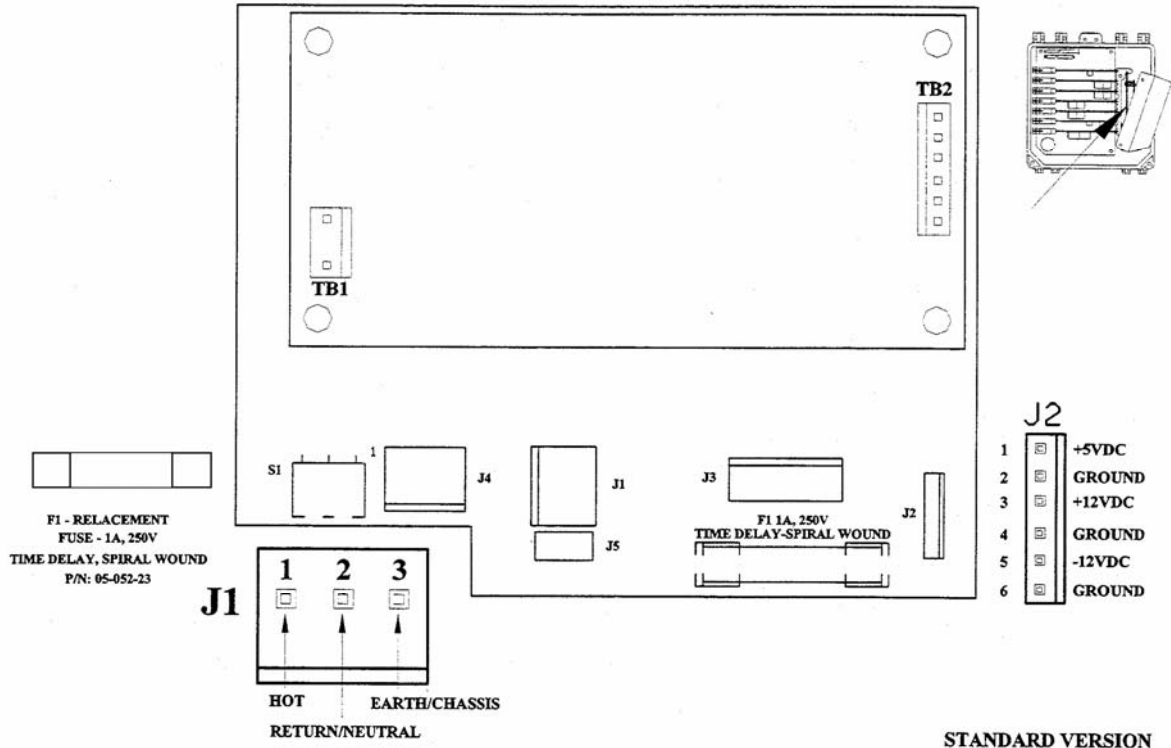 TB2
TB1
S1
1
J4
J1
J5
J3
J2
F1 1A, 250V
TIME DELAY-SPIRAL WOUND
F1 - RELACEMENT
FUSE - 1A, 250V
TIME DELAY, SPIRAL WOUND
P/N: 05-052-23
J1
1 2 3
HOT
EARTH/CHASSIS
RETURN/NEUTRAL
J2
1 +5VDC
2 GROUND
3 +12VDC
4 GROUND
5 -12VDC
6 GROUND
STANDARD VERSION